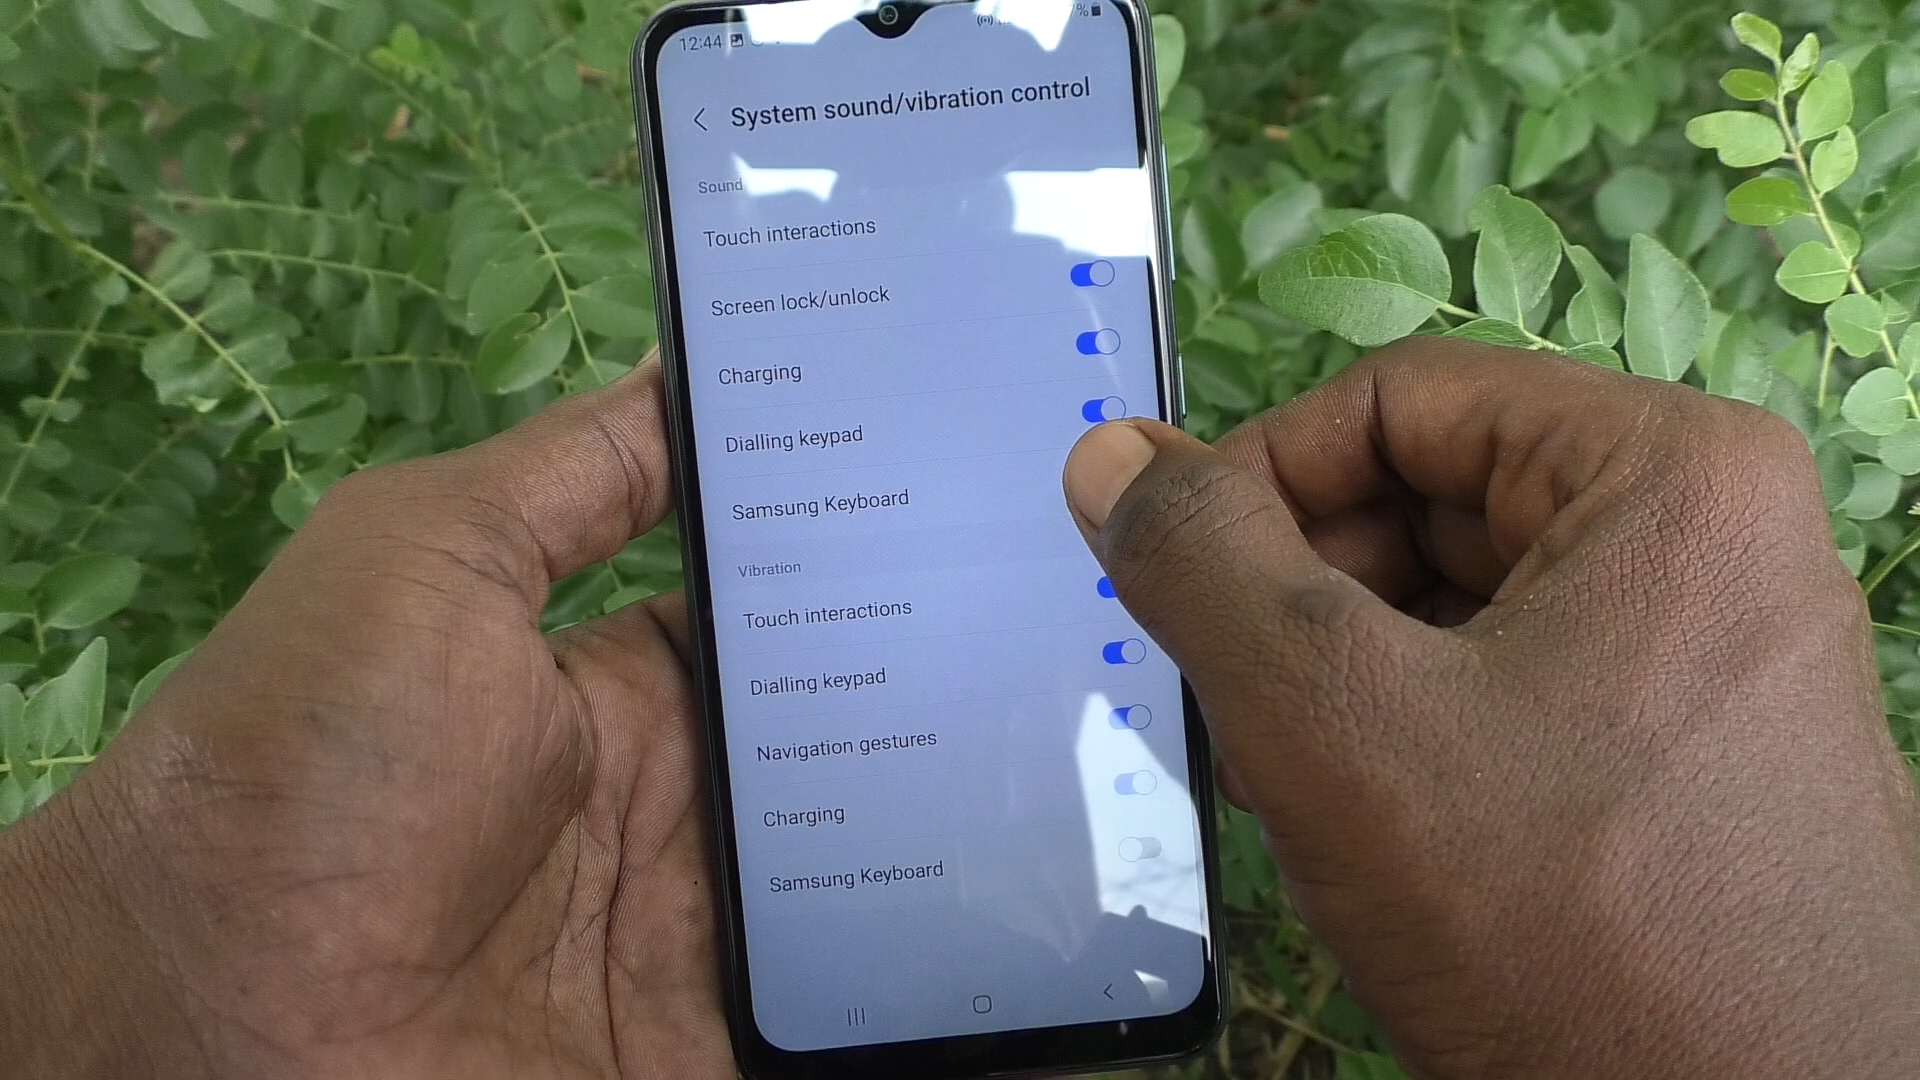 12:44
System sound/vibration control
Sound
Touch interactions
Screen lock/unlock
Charging
Dialling keypad
Samsung Keyboard
Vibration
Touch interactions
Dialling keypad
Navigation gestures
Charging
Samsung Keyboard